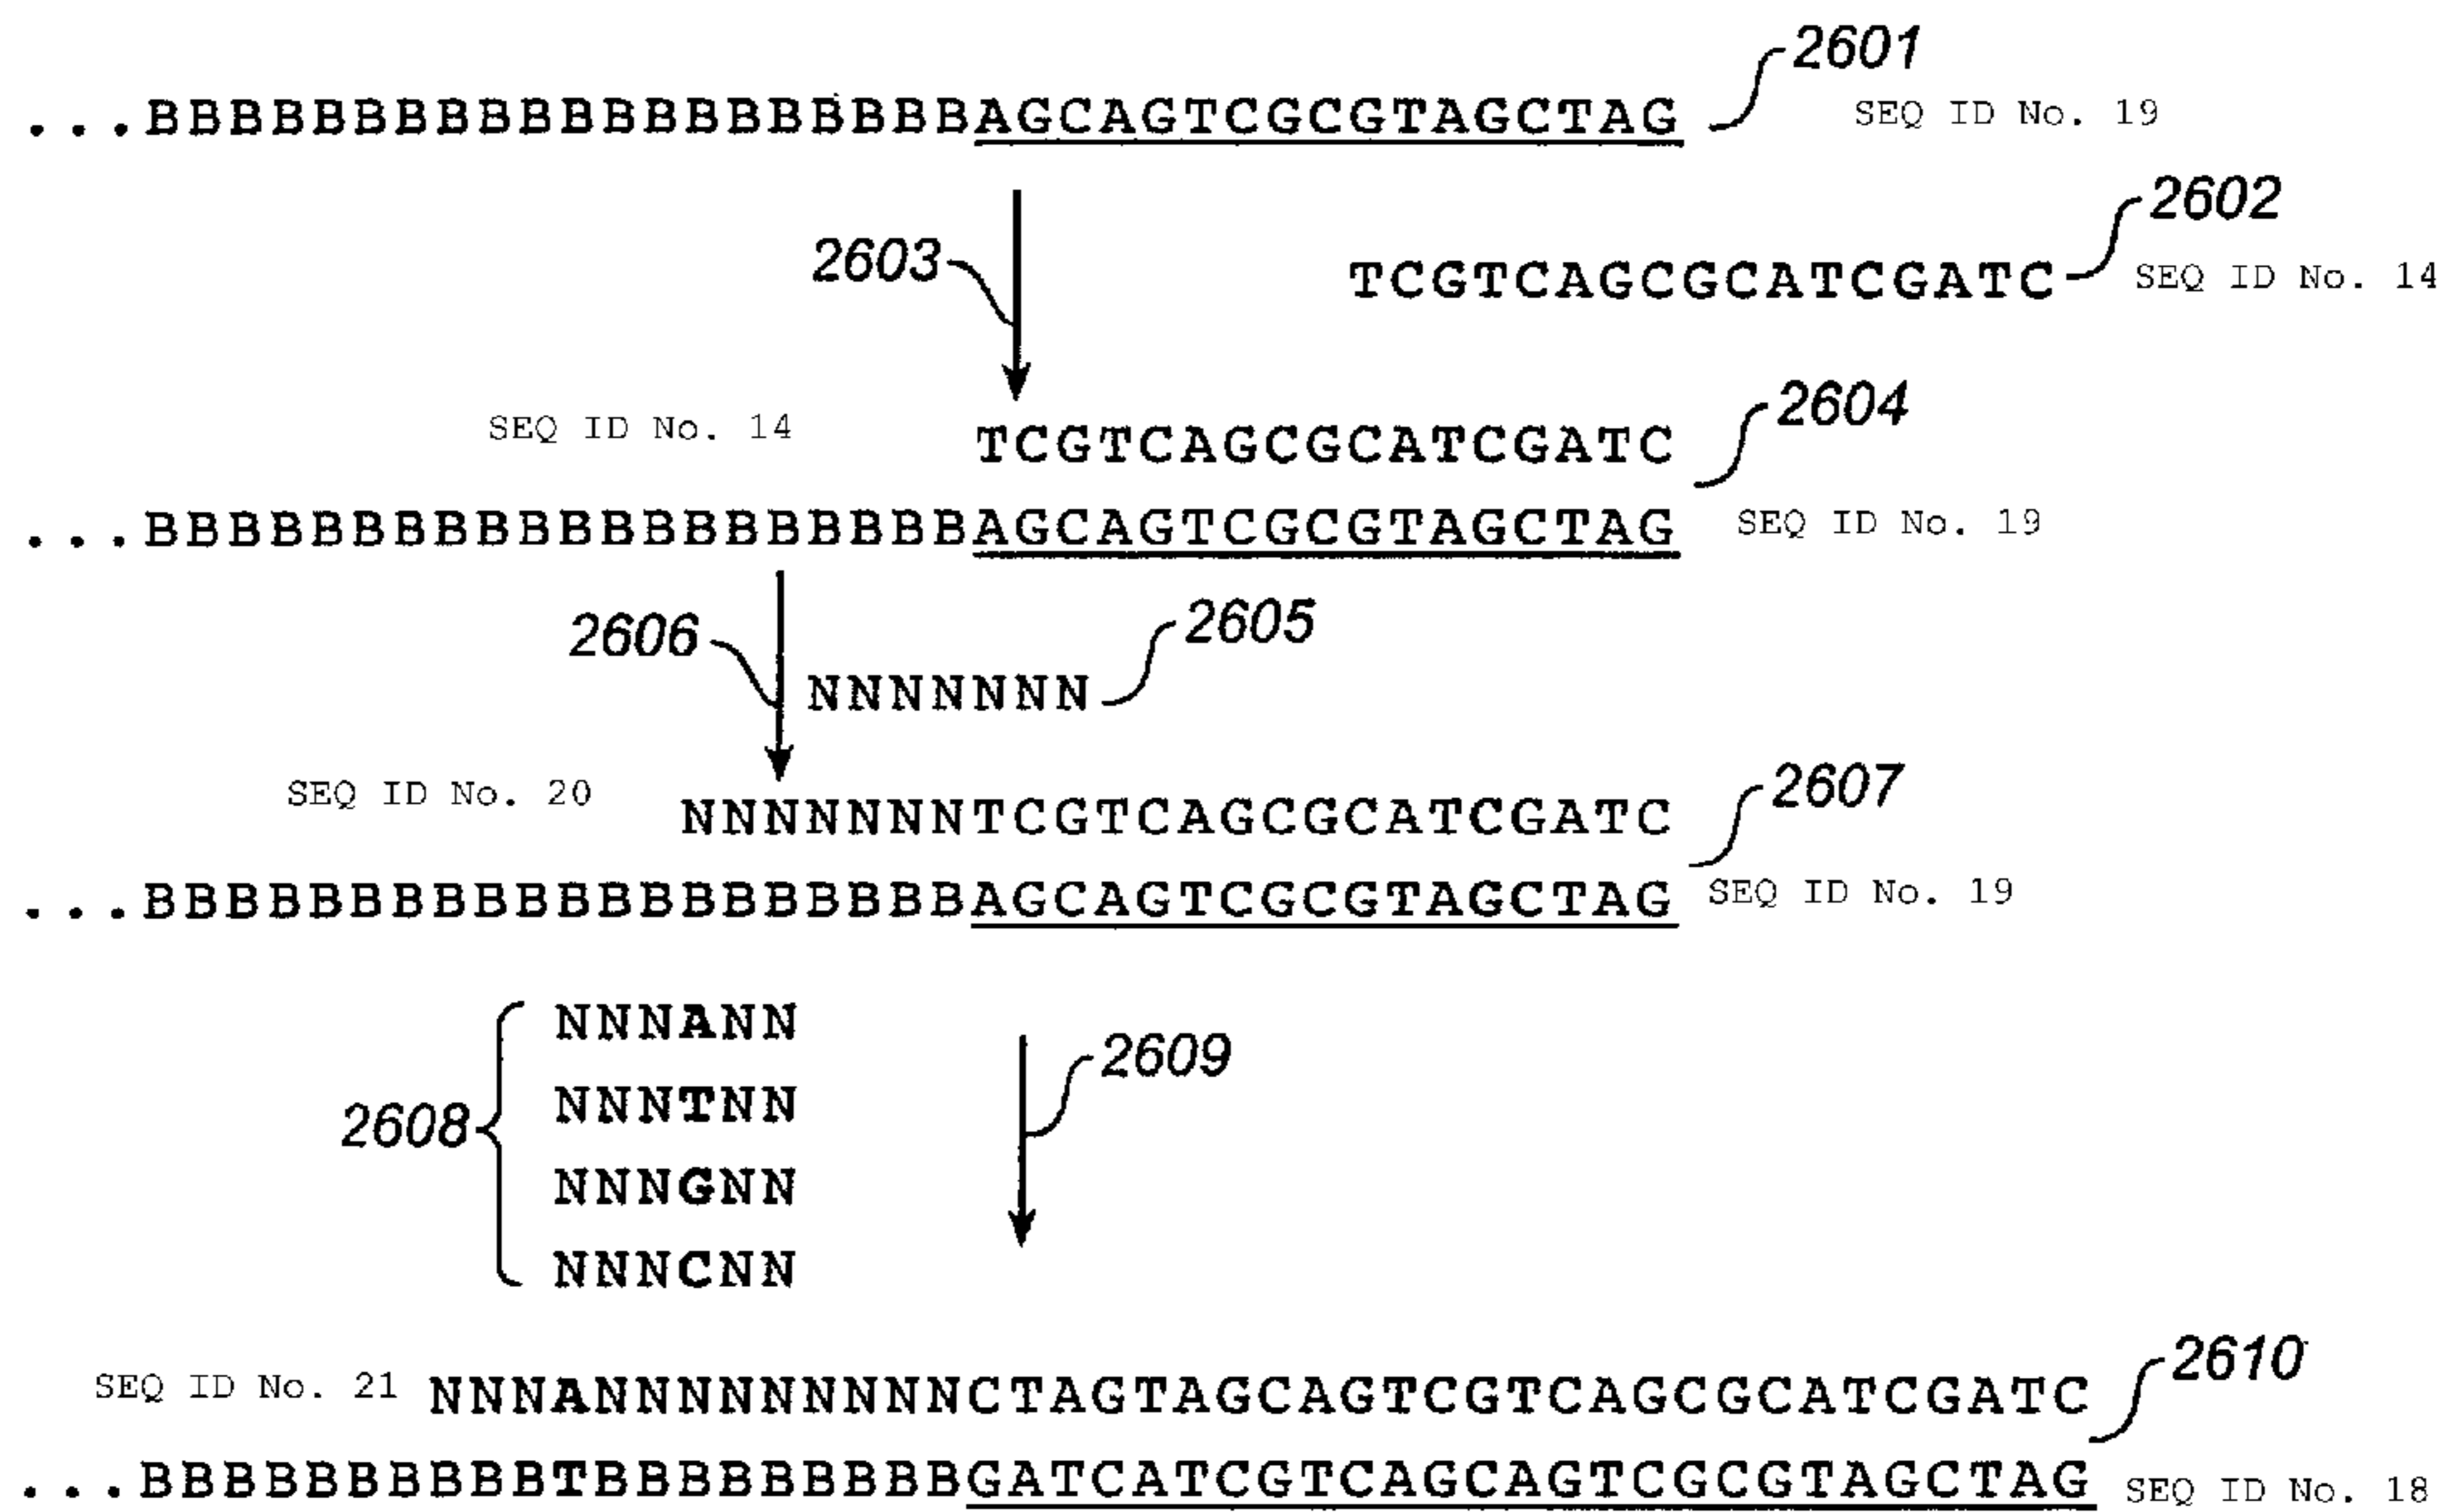 2601
...BBBBBBBBBBBBBBBBBBBBAGCAGTCGCGTAGCTAG SEQ ID No. 19
2602
2603 TCGTCAGCGCATCGATC SEQ ID No. 14
2604
SEQ ID No. 14 TCGTCAGCGCATCGATC
...BBBBBBBBBBBBBBBBBBBBAGCAGTCGCGTAGCTAG SEQ ID No. 19
2606 2605
NNNNNNN
2607
SEQ ID No. 20 NNNNNNNTCGTCAGCGCATCGATC
...BBBBBBBBBBBBBBBBBBBBAGCAGTCGCGTAGCTAG SEQ ID No. 19
NNNANN
2609
NNNTNN
2608
NNNGNN
NNNCNN
2610
SEQ ID No. 21 NNNANNNNNNNNNCTAGTAGCAGTCGTCAGCGCATCGATC
...BBBBBBBBBBTBBBBBBBBBGATCATCGTCAGCAGTCGCGTAGCTAG SEQ ID No. 18